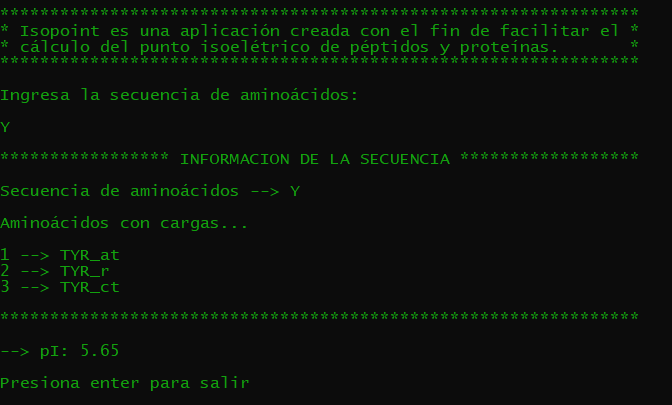 ****************************************************************
* Isopoint es una aplicación creada con el fin de facilitar el *
* cálculo del punto isoelétrico de péptidos y proteínas.       *
****************************************************************
Ingresa la secuencia de aminoácidos:
Y
***************** INFORMACION DE LA SECUENCIA ******************
Secuencia de aminoácidos --> Y
Aminoácidos con cargas...
1 --> TYR_at
2 --> TYR_r
3 --> TYR_ct
****************************************************************
--> pI: 5.65
Presiona enter para salir